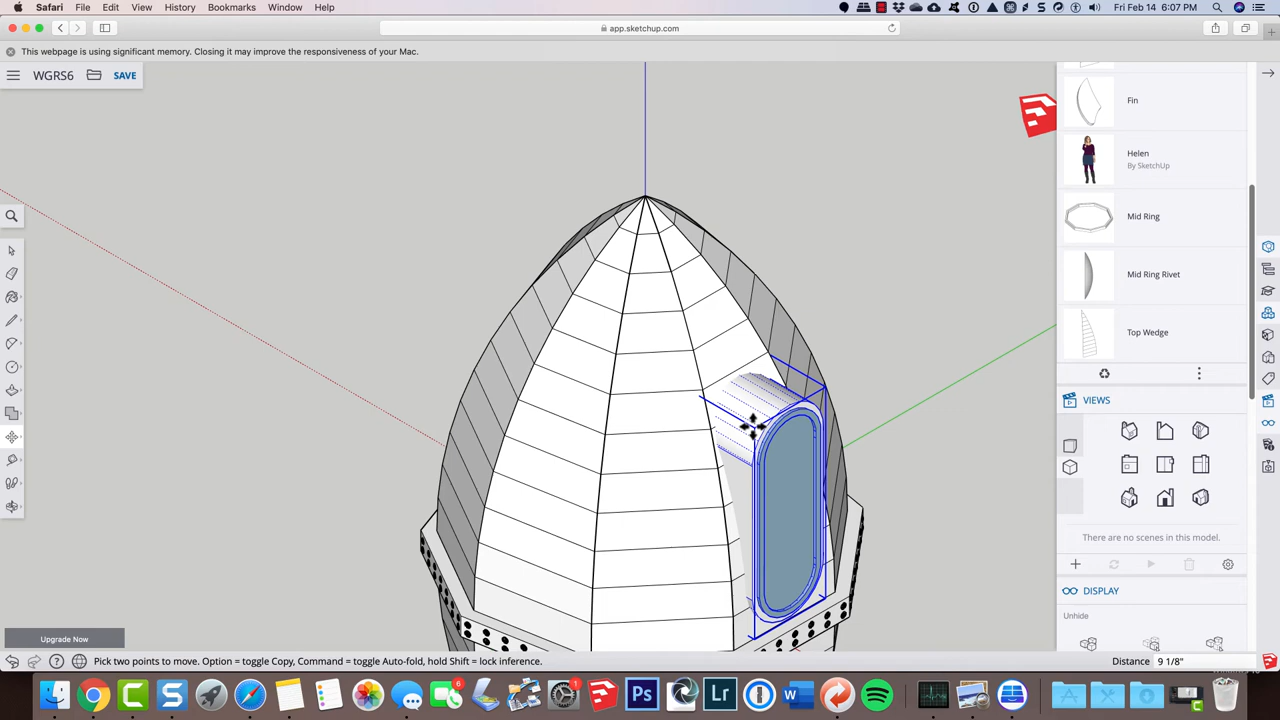 Safari File Edit View History Bookmarks Window Help
Fri Feb 14 6:07 PM
app.sketchup.com
This webpage is using significant memory. Closing it may improve the responsiveness of your Mac.
WGRS6 SAVE
Fin
Helen
By SketchUp
Mid Ring
Mid Ring Rivet
Top Wedge
VIEWS
There are no scenes in this model.
DISPLAY
Unhide
Upgrade Now
Pick two points to move. Option = toggle Copy, Command = toggle Auto-fold, hold Shift = lock inference.
Distance 9 1/8"
6
1
Ps
Lr
W